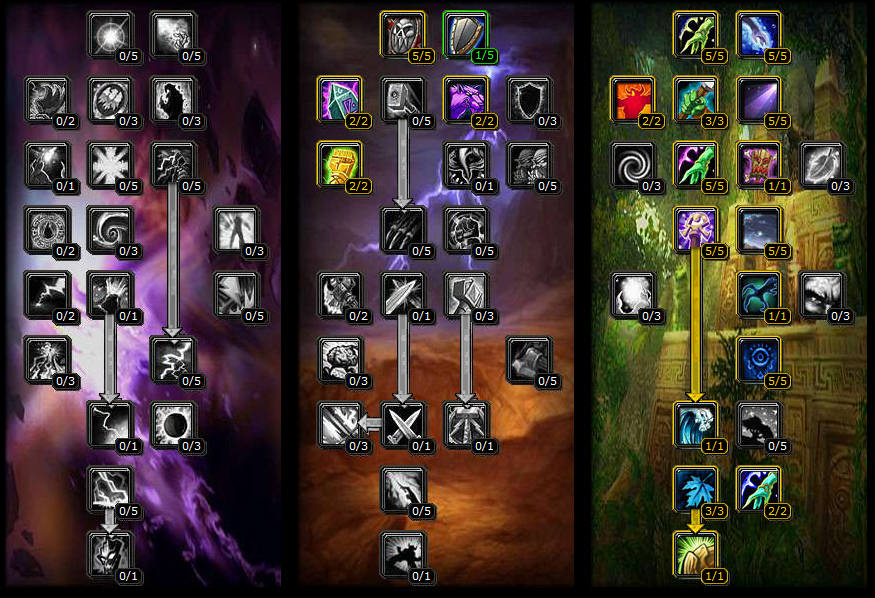 0/5 0/5 5/5 1/5 5/5 5/5
0/2 0/3 0/3 2/2 0/5 2/2 0/3 2/2 3/3 5/5
0/1 0/5 0/5 2/2 0/1 0/5 0/3 5/5 1/1 0/3
0/2 0/3 0/3 0/5 0/5 5/5 5/5
0/2 0/1 0/5 0/2 0/1 0/3 0/3 1/1 0/3
0/3 0/5 0/3 0/5 5/5
0/1 0/3 0/3 0/1 0/1 1/1 0/5
0/5 0/5 3/3 2/2
0/1 0/1 1/1